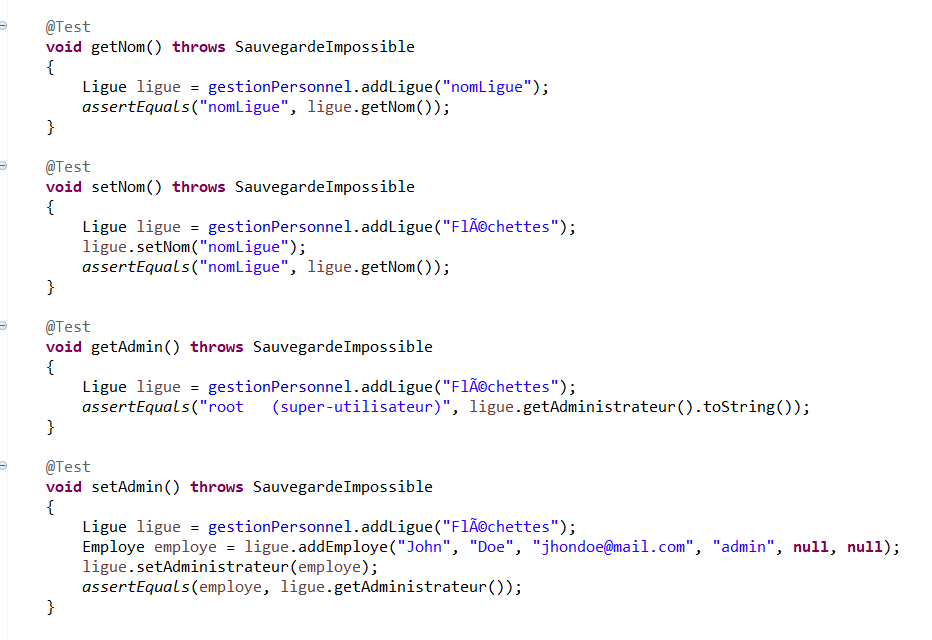 @Test
void getNom() throws SauvegardeImpossible
{
Ligue ligue = gestionPersonnel.addLigue("nomLigue");
assertEquals("nomLigue", ligue.getNom());
}
@Test
void setNom() throws SauvegardeImpossible
{
Ligue ligue = gestionPersonnel.addLigue("FlÃ©chettes");
ligue.setNom("nomLigue");
assertEquals("nomLigue", ligue.getNom());
}
@Test
void getAdmin() throws SauvegardeImpossible
{
Ligue ligue = gestionPersonnel.addLigue("FlÃ©chettes");
assertEquals("root   (super-utilisateur)", ligue.getAdministrateur().toString());
}
@Test
void setAdmin() throws SauvegardeImpossible
{
Ligue ligue = gestionPersonnel.addLigue("FlÃ©chettes");
Employe employe = ligue.addEmploye("John", "Doe", "jhondoe@mail.com", "admin", null, null);
ligue.setAdministrateur(employe);
assertEquals(employe, ligue.getAdministrateur());
}